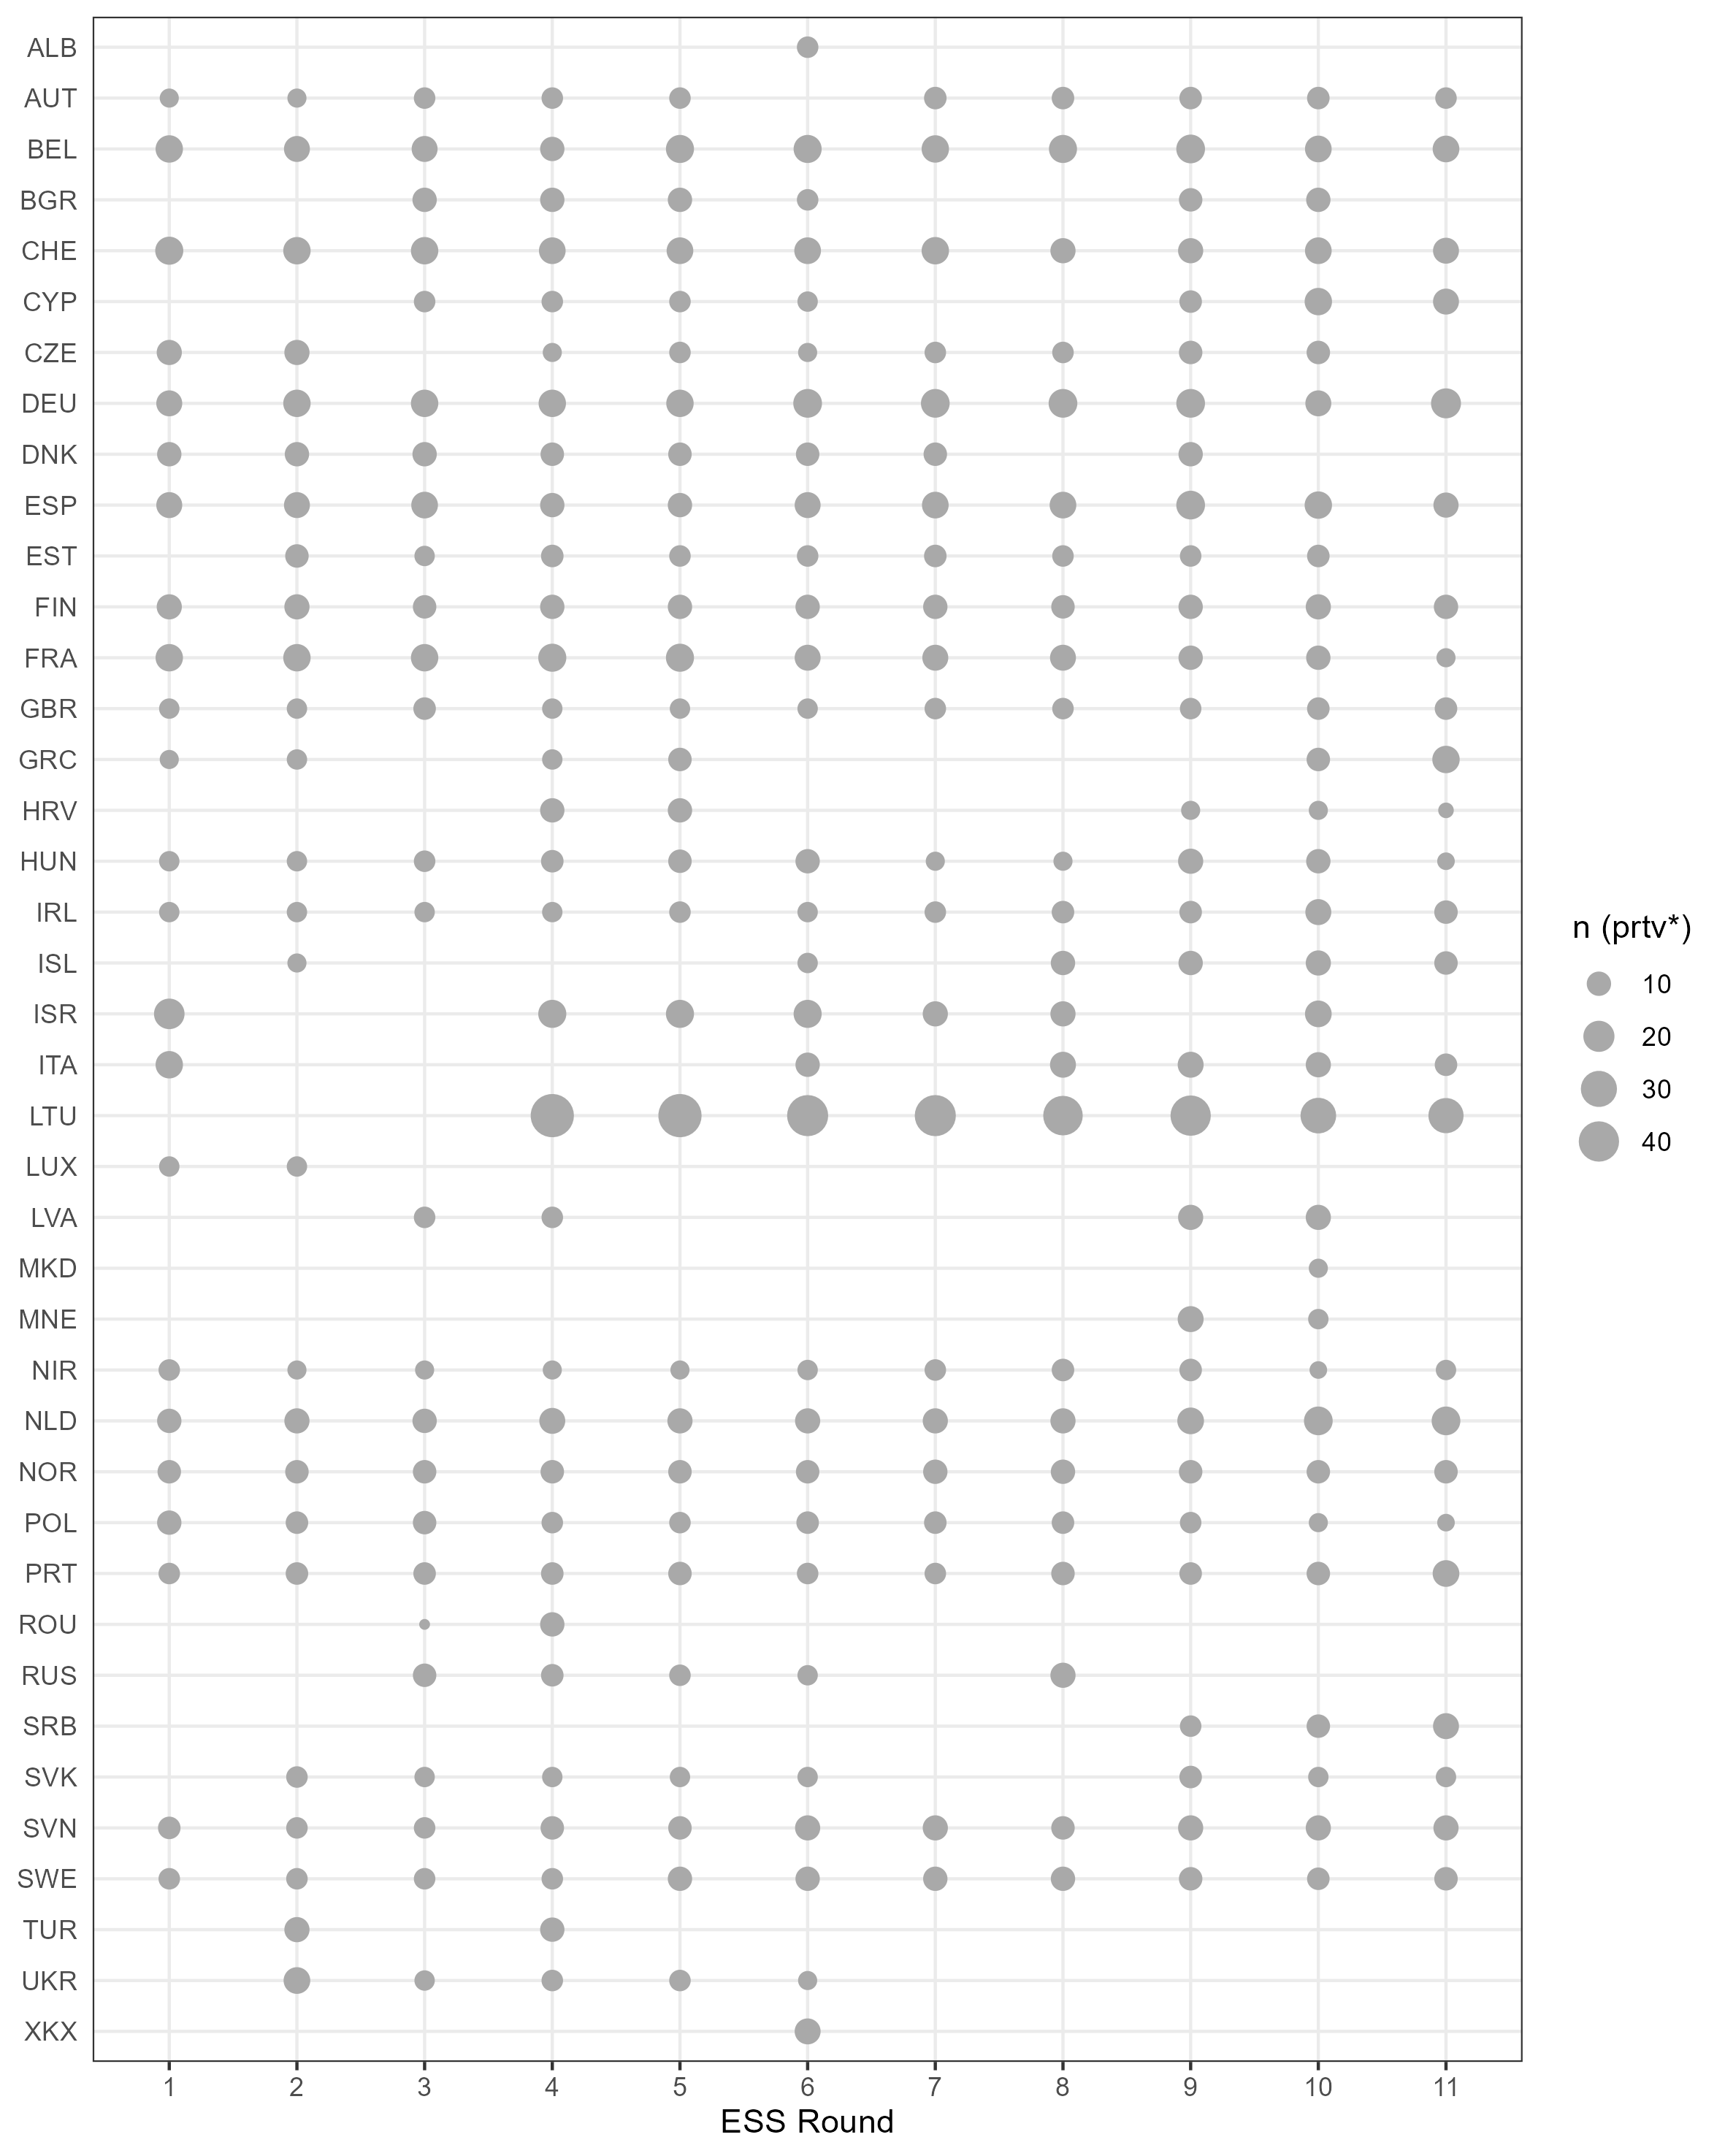 ALB
AUT
BEL
BGR
CHE
CYP
CZE
DEU
DNK
ESP
EST
FIN
FRA
GBR
GRC
HRV
HUN
IRL
ISL
ISR
ITA
LTU
LUX
LVA
MKD
MNE
NIR
NLD
NOR
POL
PRT
ROU
RUS
SRB
SVK
SVN
SWE
TUR
UKR
XKX
1 2 3 4 5 6 7 8 9 10 11
ESS Round
n (prtv*)
10
20
30
40